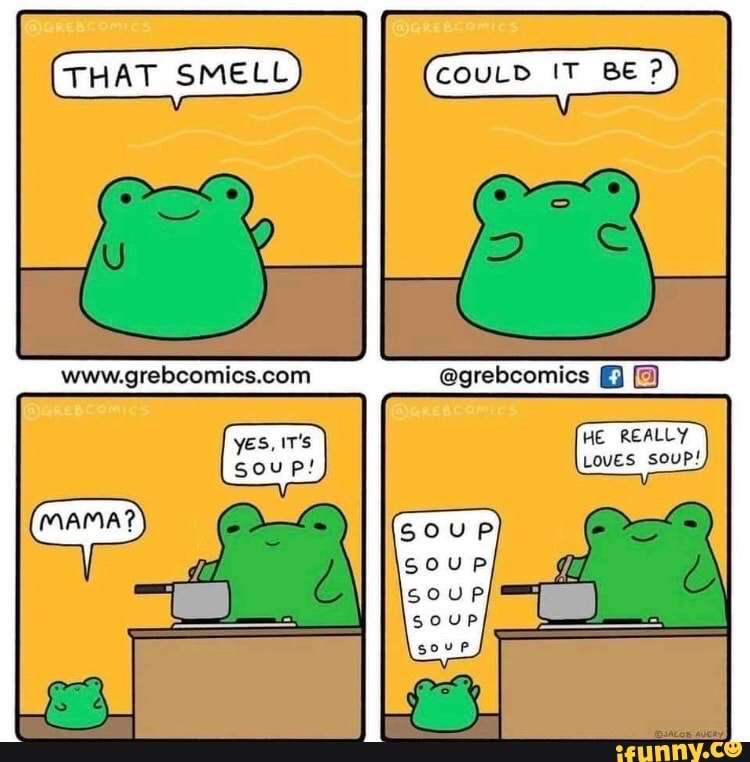 @GREBCOMICS
@GREBCOMICS
THAT SMELL
COULD IT BE ?
www.grebcomics.com
@grebcomics
@GREBCOMICS
@GREBCOMICS
YES, IT'S
SOUP!
MAMA?
HE REALLY
LOVES SOUP!
SOUP
SOUP
SOUP
SOUP
SOUP
©JACOB AVERY
ifunny.co